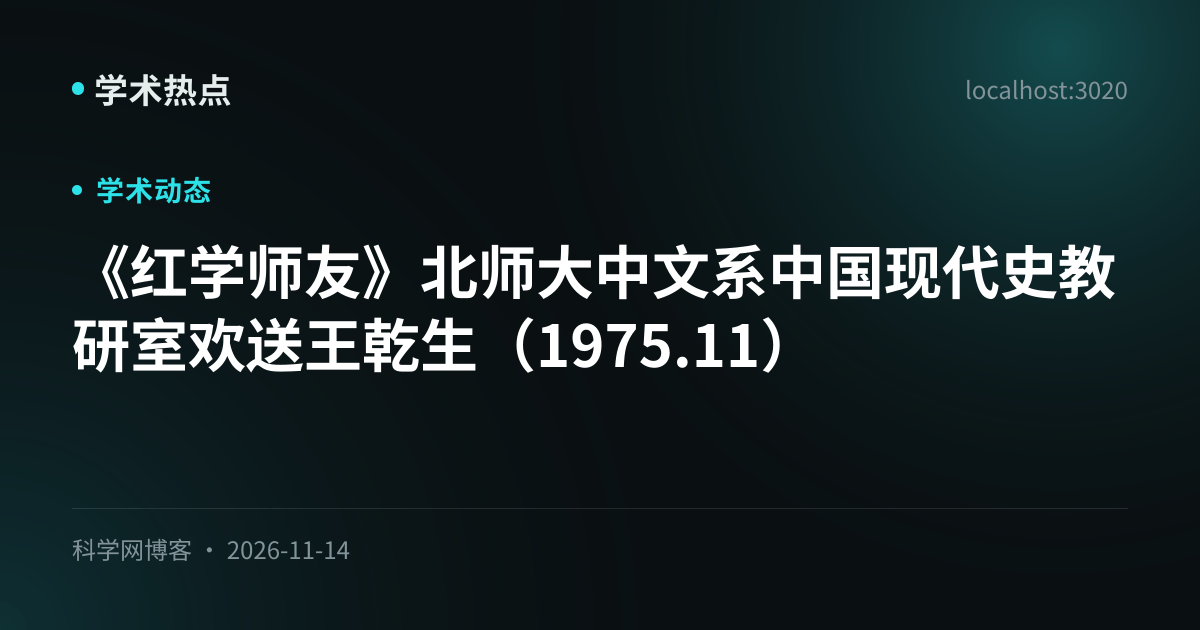 学术热点
localhost:3020
学术动态
《红学师友》北师大中文系中国现代史教
研室欢送王乾生（1975.11）
科学网博客 · 2026-11-14